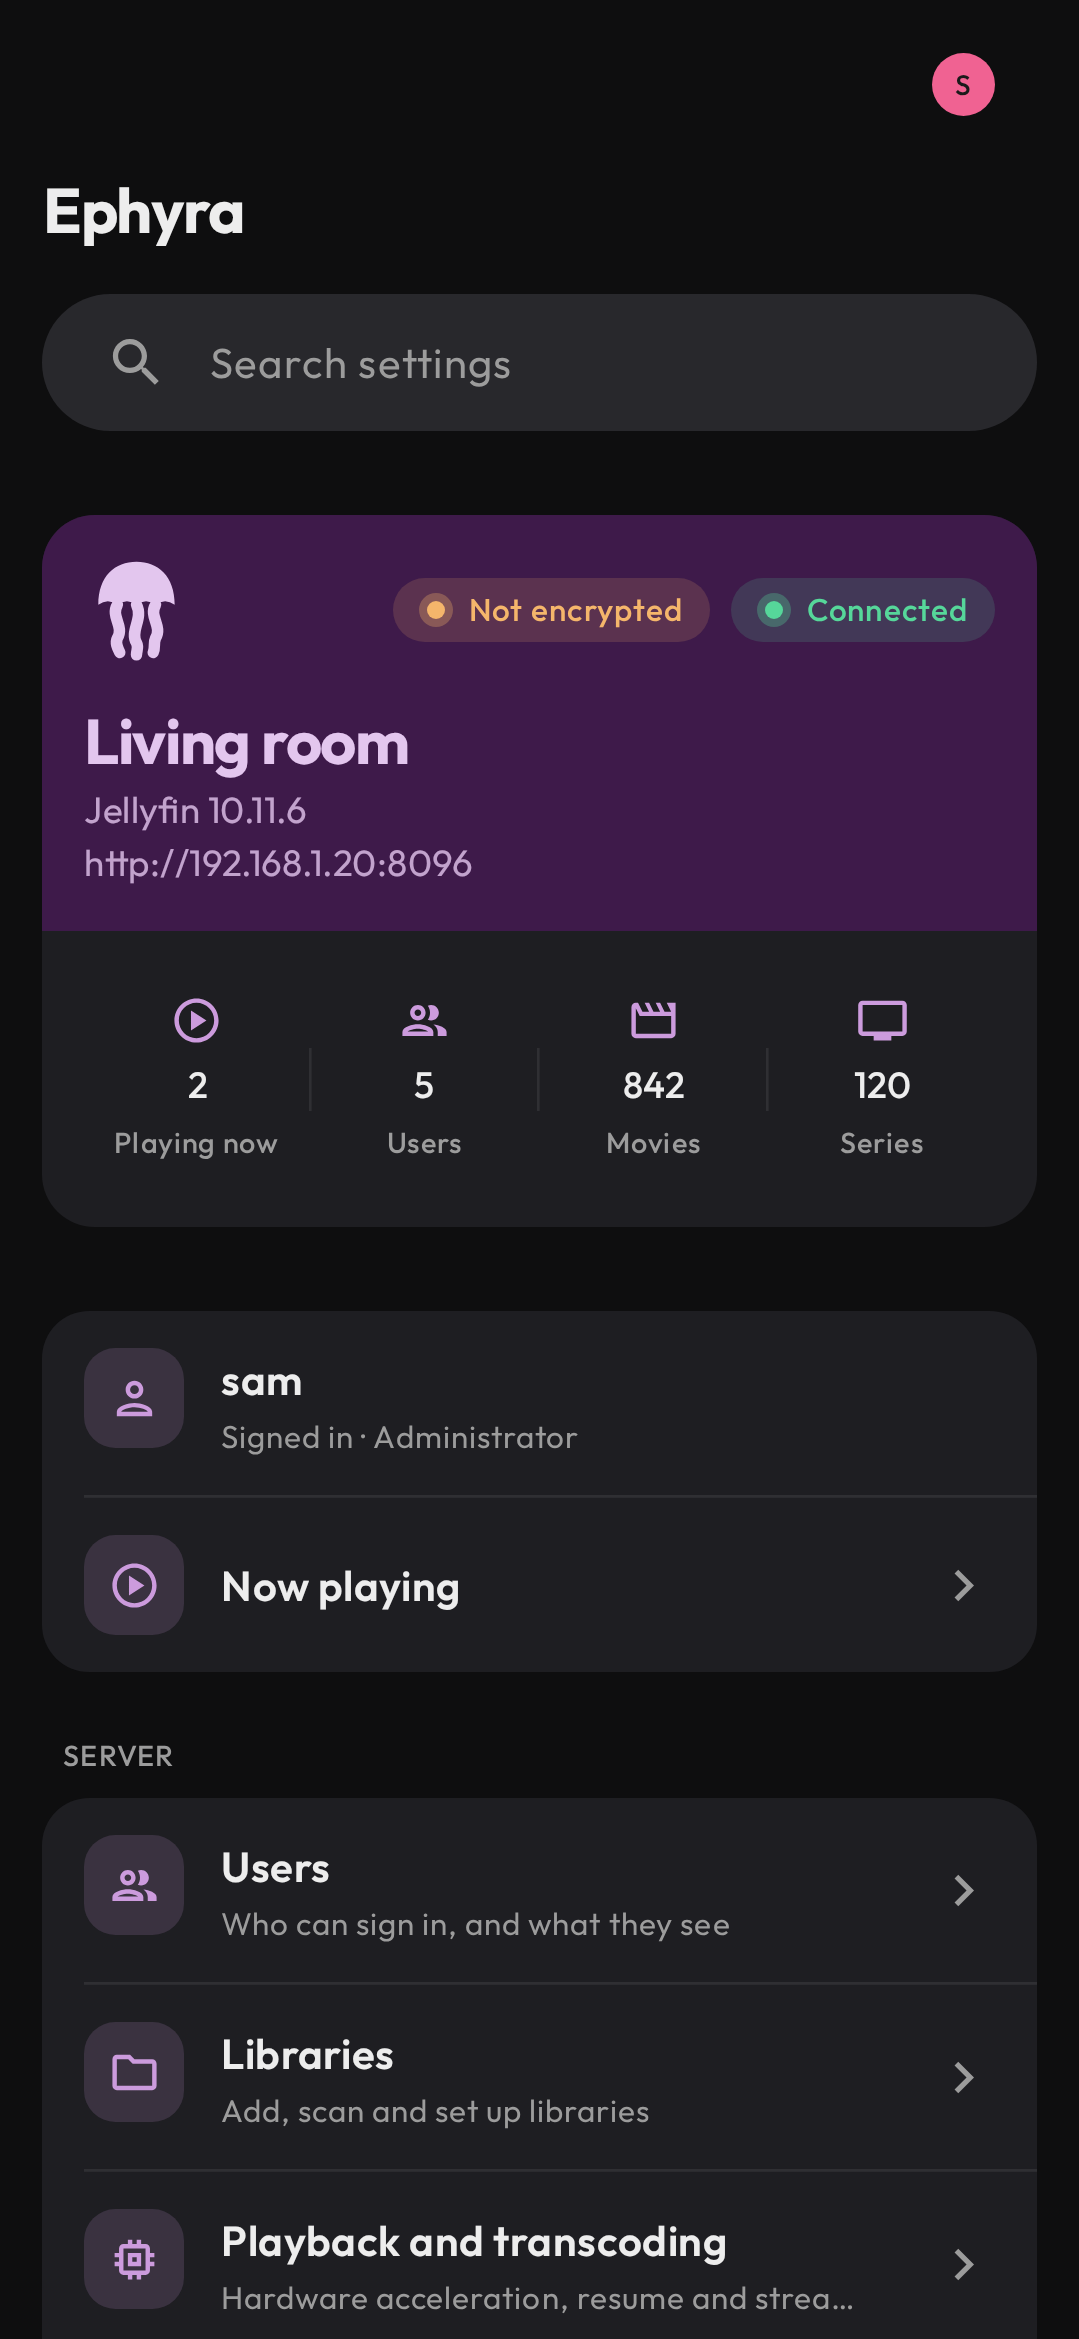 S
Ephyra
Search settings
Not encrypted
Connected
Living room
Jellyfin 10.11.6
http://192.168.1.20:8096
2
Playing now
5
Users
842
Movies
120
Series
sam
Signed in · Administrator
Now playing
SERVER
Users
Who can sign in, and what they see
Libraries
Add, scan and set up libraries
Playback and transcoding
Hardware acceleration, resume and strea...